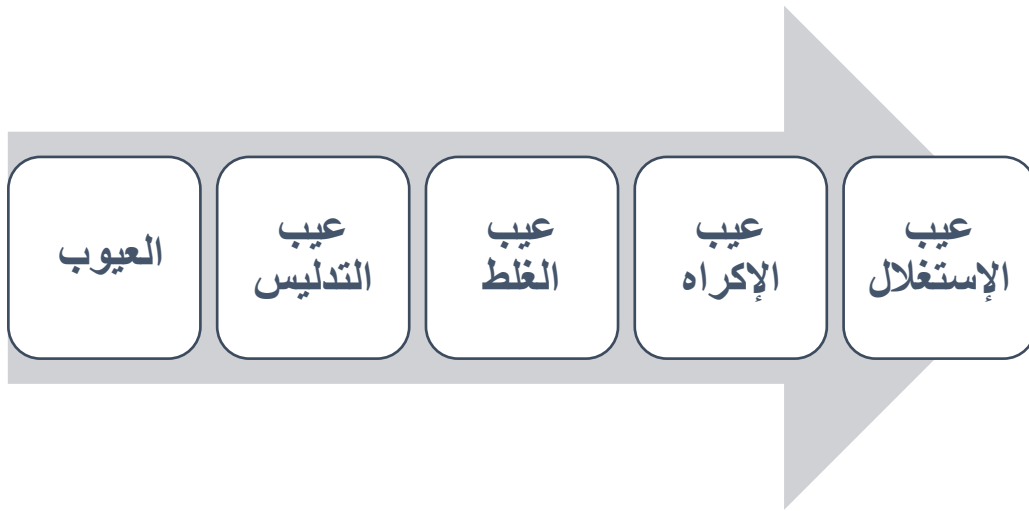 العيوب
عيب
التدليس
عيب
الغلط
عيب
الإكراه
عيب
الإستغلال